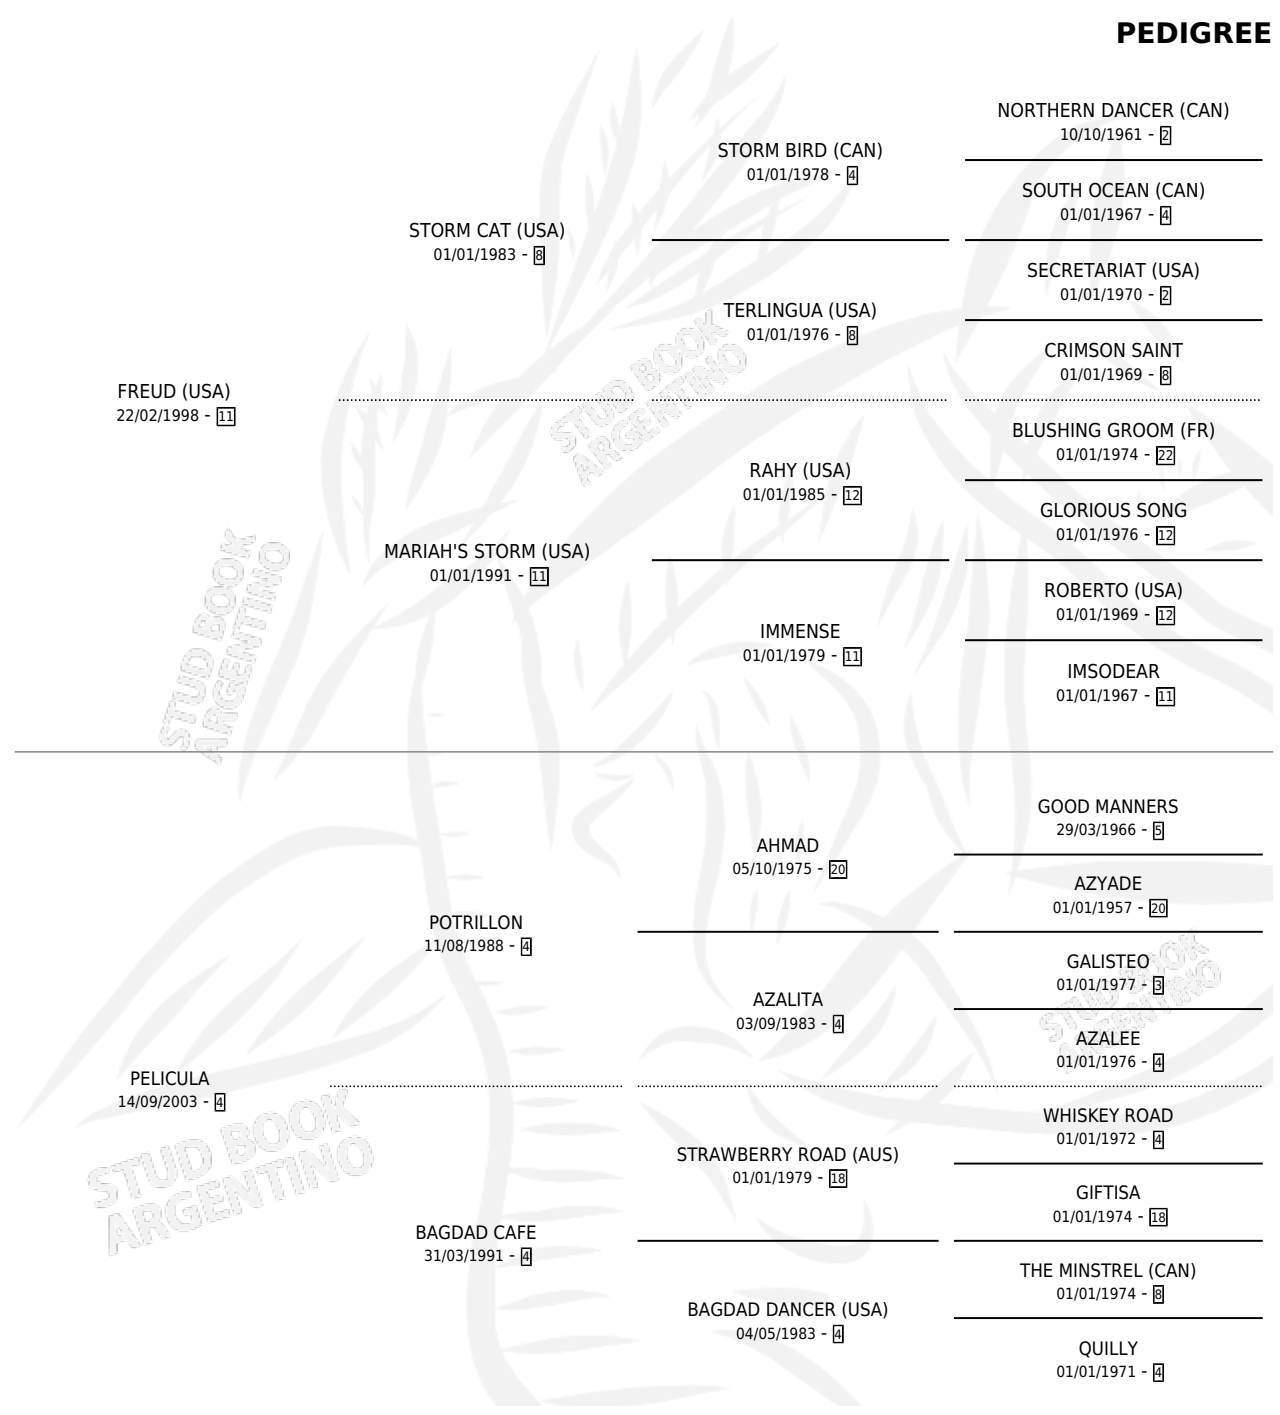 PEDIGREE
NORTHERN DANCER (CAN)
10/10/1961 - 2
STORM BIRD (CAN)
01/01/1978 - 4
SOUTH OCEAN (CAN)
01/01/1967 - 4
STORM CAT (USA)
01/01/1983 - 8
SECRETARIAT (USA)
01/01/1970 - 2
TERLINGUA (USA)
01/01/1976 - 8
CRIMSON SAINT
01/01/1969 - 8
FREUD (USA)
22/02/1998 - 11
STUD BOOK
ARGENTINO
BLUSHING GROOM (FR)
01/01/1974 - 22
RAHY (USA)
01/01/1985 - 12
GLORIOUS SONG
01/01/1976 - 12
MARIAH'S STORM (USA)
01/01/1991 - 11
ROBERTO (USA)
01/01/1969 - 12
IMMENSE
01/01/1979 - 11
IMSODEAR
01/01/1967 - 11
STUD BOOK
ARGENTINO
GOOD MANNERS
29/03/1966 - 5
AHMAD
05/10/1975 - 20
AZYADE
01/01/1957 - 20
POTRILLON
11/08/1988 - 4
GALISTEO
01/01/1977 - 3
AZALITA
03/09/1983 - 4
STUD BOOK
ARGENTINO
AZALEE
01/01/1976 - 4
PELICULA
14/09/2003 - 4
WHISKEY ROAD
01/01/1972 - 4
STRAWBERRY ROAD (AUS)
01/01/1979 - 18
GIFTISA
01/01/1974 - 18
STUD BOOK
ARGENTINO
BAGDAD CAFE
31/03/1991 - 4
THE MINSTREL (CAN)
01/01/1974 - 8
BAGDAD DANCER (USA)
04/05/1983 - 4
QUILLY
01/01/1971 - 4